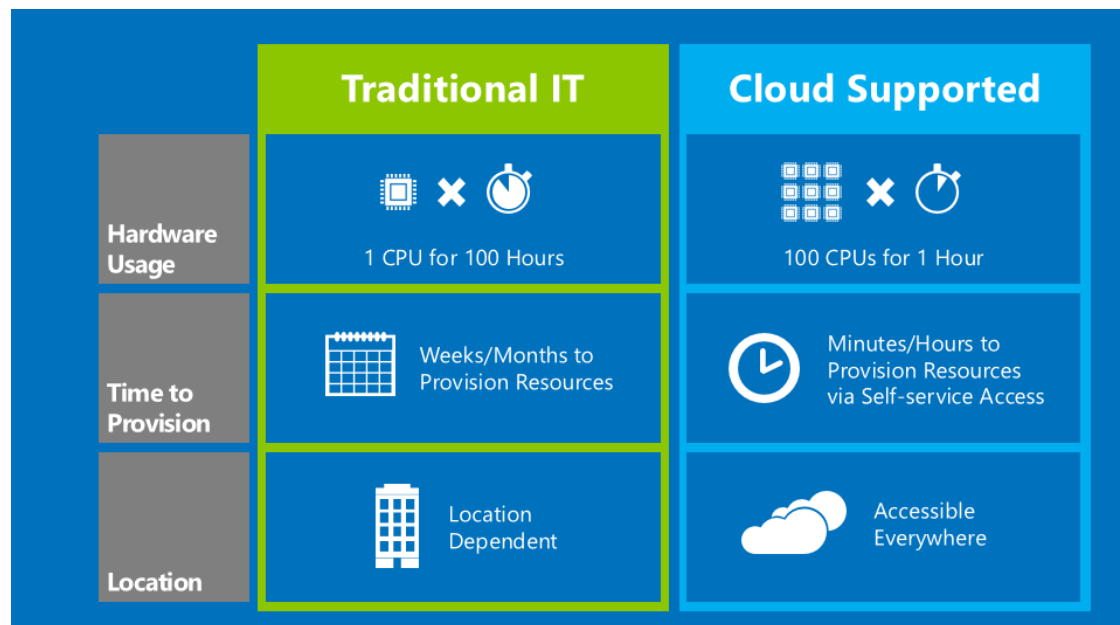 Traditional IT
Cloud Supported
Hardware
Usage
1 CPU for 100 Hours
100 CPUs for 1 Hour
Time to
Provision
Weeks/Months to
Provision Resources
Minutes/Hours to
Provision Resources
via Self-service Access
Location
Location
Dependent
Accessible
Everywhere